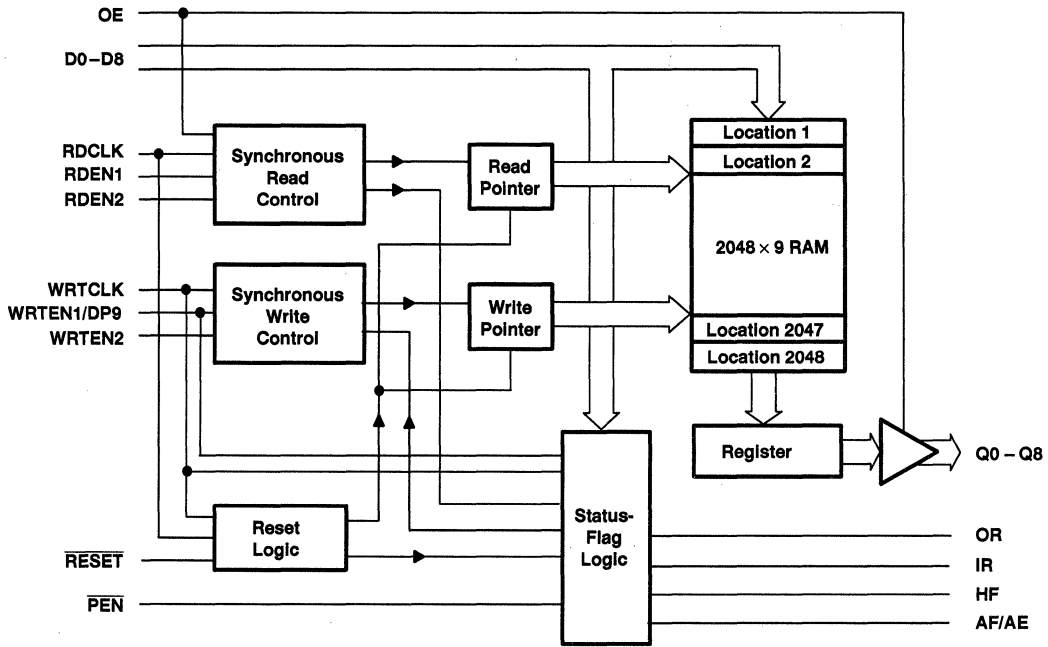 OE
D0–D8
RDCLK
RDEN1
RDEN2
Synchronous
Read
Control
Read
Pointer
Location 1
Location 2
2048 × 9 RAM
Location 2047
Location 2048
WRTCLK
WRTEN1/DP9
WRTEN2
Synchronous
Write
Control
Write
Pointer
Register
Q0 – Q8
Reset
Logic
RESET
PEN
Status-
Flag
Logic
OR
IR
HF
AF/AE